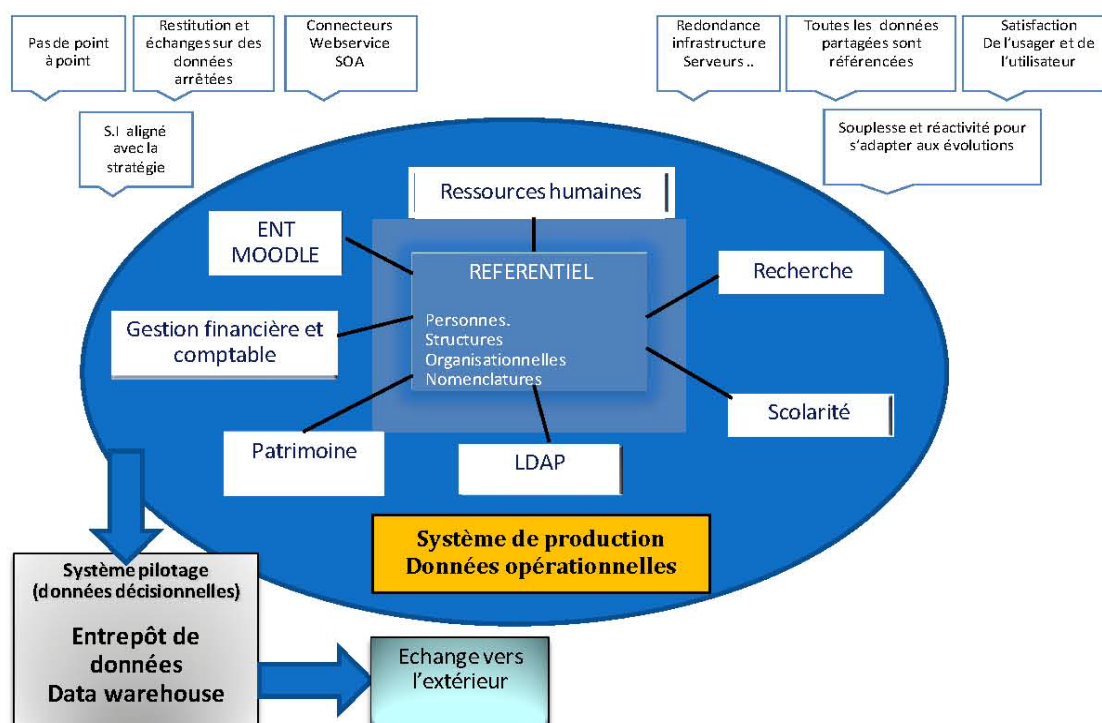 Pas de point
à point
Restitution et
échanges sur des
données
arrêtées
Connecteurs
Webservice
SOA
Redondance
infrastructure
Serveurs ..
Toutes les données
partagées sont
référencées
Satisfaction
De l'usager et de
l'utilisateur
S.I aligné
avec la
stratégie
Souplesse et réactivité pour
s'adapter aux évolutions
Ressources humaines
ENT
MOODLE
REFERENTIEL
Personnes.
Structures
Organisationnelles
Nomenclatures
Recherche
Gestion financière et
comptable
Scolarité
Patrimoine
LDAP
Système de production
Données opérationnelles
Système pilotage
(données décisionnelles)
Entrepôt de
données
Data warehouse
Echange vers
l'extérieur